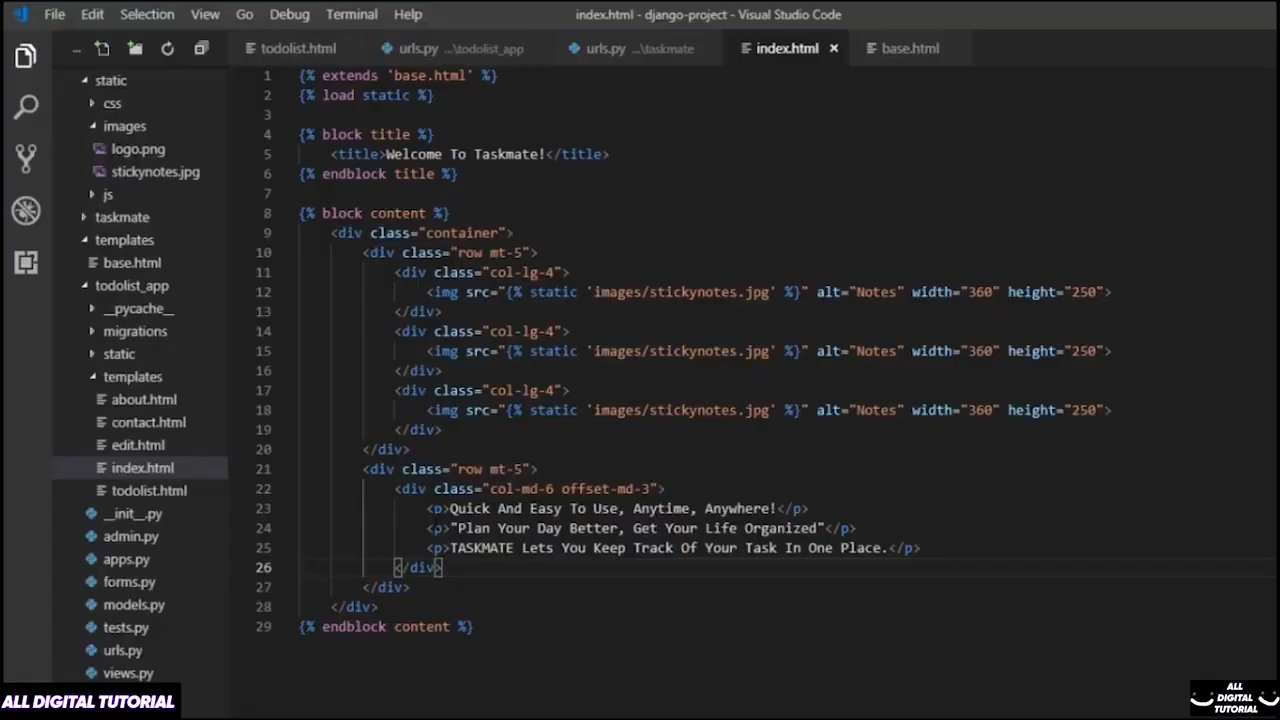 File Edit Selection View Go Debug Terminal Help index.html - django-project - Visual Studio Code
... todolist.html urls.py ...\todolist_app urls.py ...\taskmate index.html × base.html
static
css
images
logo.png
stickynotes.jpg
js
taskmate
templates
base.html
todolist_app
__pycache__
migrations
static
templates
about.html
contact.html
edit.html
index.html
todolist.html
__init__.py
admin.py
apps.py
forms.py
models.py
tests.py
urls.py
views.py
1 {% extends 'base.html' %}
2 {% load static %}
3
4 {% block title %}
5 <title>Welcome To Taskmate!</title>
6 {% endblock title %}
7
8 {% block content %}
9 <div class="container">
10 <div class="row mt-5">
11 <div class="col-lg-4">
12 <img src="{% static 'images/stickynotes.jpg' %}" alt="Notes" width="360" height="250">
13 </div>
14 <div class="col-lg-4">
15 <img src="{% static 'images/stickynotes.jpg' %}" alt="Notes" width="360" height="250">
16 </div>
17 <div class="col-lg-4">
18 <img src="{% static 'images/stickynotes.jpg' %}" alt="Notes" width="360" height="250">
19 </div>
20 </div>
21 <div class="row mt-5">
22 <div class="col-md-6 offset-md-3">
23 <p>Quick And Easy To Use, Anytime, Anywhere!</p>
24 <p>"Plan Your Day Better, Get Your Life Organized"</p>
25 <p>TASKMATE Lets You Keep Track Of Your Task In One Place.</p>
26 </div>
27 </div>
28 </div>
29 {% endblock content %}
ALL DIGITAL TUTORIAL
ALL
DIGITAL
TUTORIAL